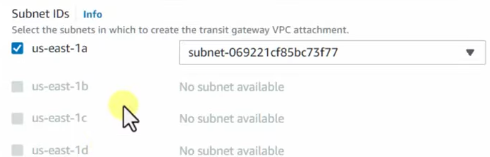 Subnet IDs Info
Select the subnets in which to create the transit gateway VPC attachment.
us-east-1a subnet-069221cf85bc73f77
us-east-1b No subnet available
us-east-1c No subnet available
us-east-1d No subnet available